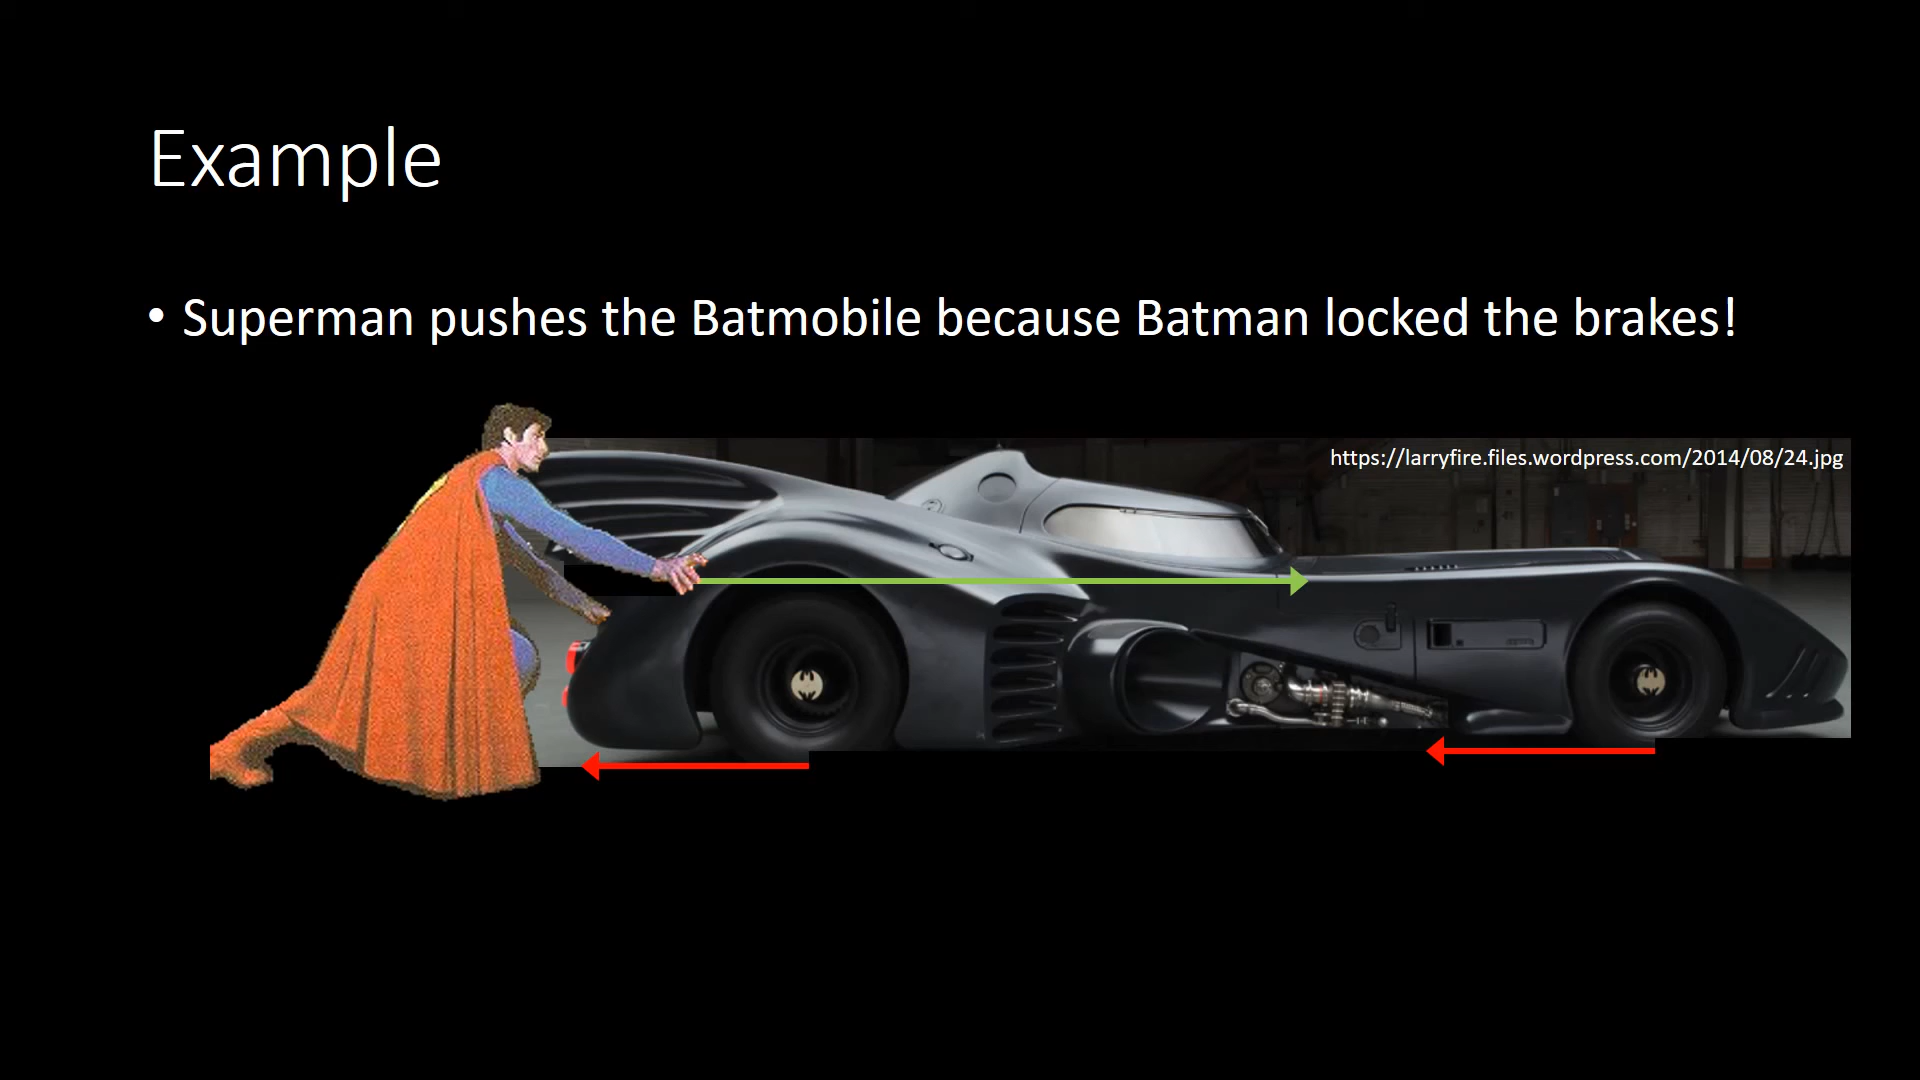 Example
• Superman pushes the Batmobile because Batman locked the brakes!
https://larryfire.files.wordpress.com/2014/08/24.jpg